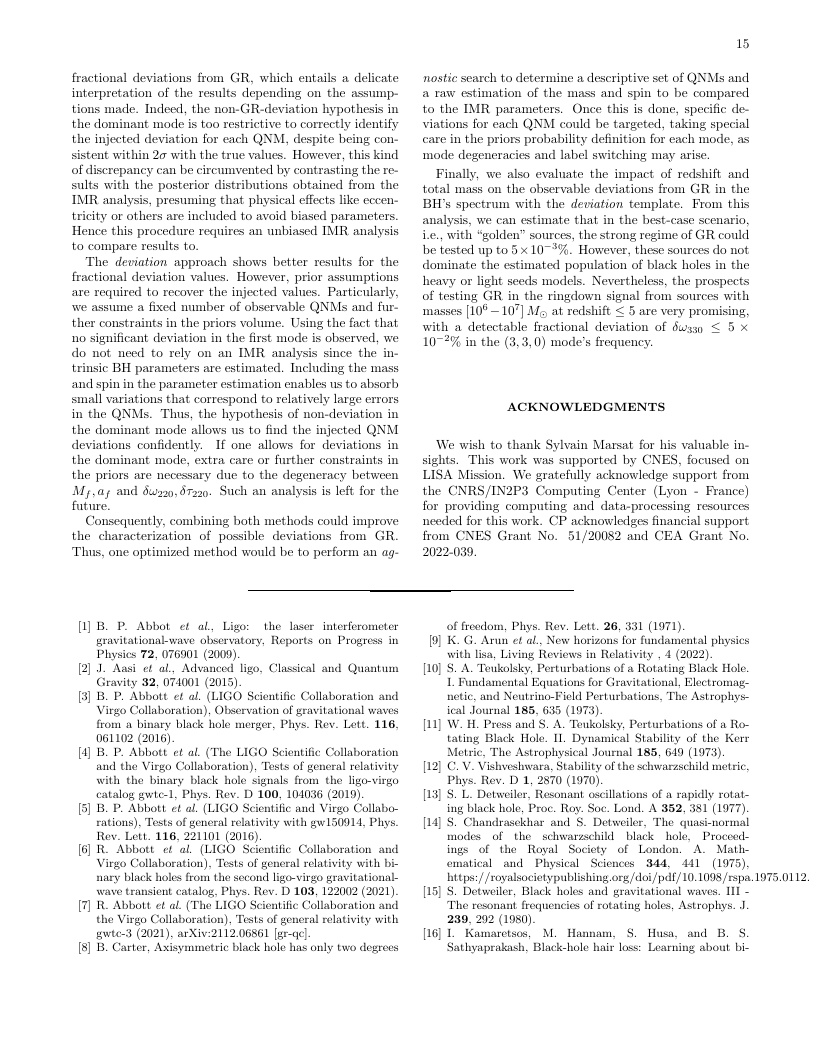 15
fractional deviations from GR, which entails a delicate
interpretation of the results depending on the assump-
tions made. Indeed, the non-GR-deviation hypothesis in
the dominant mode is too restrictive to correctly identify
the injected deviation for each QNM, despite being con-
sistent within 2σ with the true values. However, this kind
of discrepancy can be circumvented by contrasting the re-
sults with the posterior distributions obtained from the
IMR analysis, presuming that physical effects like eccen-
tricity or others are included to avoid biased parameters.
Hence this procedure requires an unbiased IMR analysis
to compare results to.
The deviation approach shows better results for the
fractional deviation values. However, prior assumptions
are required to recover the injected values. Particularly,
we assume a fixed number of observable QNMs and fur-
ther constraints in the priors volume. Using the fact that
no significant deviation in the first mode is observed, we
do not need to rely on an IMR analysis since the in-
trinsic BH parameters are estimated. Including the mass
and spin in the parameter estimation enables us to absorb
small variations that correspond to relatively large errors
in the QNMs. Thus, the hypothesis of non-deviation in
the dominant mode allows us to find the injected QNM
deviations confidently. If one allows for deviations in
the dominant mode, extra care or further constraints in
the priors are necessary due to the degeneracy between
M_f, a_f and δω₂₂₀, δτ₂₂₀. Such an analysis is left for the
future.
Consequently, combining both methods could improve
the characterization of possible deviations from GR.
Thus, one optimized method would be to perform an ag-
nostic search to determine a descriptive set of QNMs and
a raw estimation of the mass and spin to be compared
to the IMR parameters. Once this is done, specific de-
viations for each QNM could be targeted, taking special
care in the priors probability definition for each mode, as
mode degeneracies and label switching may arise.
Finally, we also evaluate the impact of redshift and
total mass on the observable deviations from GR in the
BH's spectrum with the deviation template. From this
analysis, we can estimate that in the best-case scenario,
i.e., with “golden” sources, the strong regime of GR could
be tested up to 5×10⁻³%. However, these sources do not
dominate the estimated population of black holes in the
heavy or light seeds models. Nevertheless, the prospects
of testing GR in the ringdown signal from sources with
masses [10⁶ − 10⁷] M⊙ at redshift ≤ 5 are very promising,
with a detectable fractional deviation of δω₃₃₀ ≤ 5 ×
10⁻²% in the (3, 3, 0) mode's frequency.
ACKNOWLEDGMENTS
We wish to thank Sylvain Marsat for his valuable in-
sights. This work was supported by CNES, focused on
LISA Mission. We gratefully acknowledge support from
the CNRS/IN2P3 Computing Center (Lyon - France)
for providing computing and data-processing resources
needed for this work. CP acknowledges financial support
from CNES Grant No. 51/20082 and CEA Grant No.
2022-039.
[1] B. P. Abbot et al., Ligo: the laser interferometer
gravitational-wave observatory, Reports on Progress in
Physics 72, 076901 (2009).
[2] J. Aasi et al., Advanced ligo, Classical and Quantum
Gravity 32, 074001 (2015).
[3] B. P. Abbott et al. (LIGO Scientific Collaboration and
Virgo Collaboration), Observation of gravitational waves
from a binary black hole merger, Phys. Rev. Lett. 116,
061102 (2016).
[4] B. P. Abbott et al. (The LIGO Scientific Collaboration
and the Virgo Collaboration), Tests of general relativity
with the binary black hole signals from the ligo-virgo
catalog gwtc-1, Phys. Rev. D 100, 104036 (2019).
[5] B. P. Abbott et al. (LIGO Scientific and Virgo Collabo-
rations), Tests of general relativity with gw150914, Phys.
Rev. Lett. 116, 221101 (2016).
[6] R. Abbott et al. (LIGO Scientific Collaboration and
Virgo Collaboration), Tests of general relativity with bi-
nary black holes from the second ligo-virgo gravitational-
wave transient catalog, Phys. Rev. D 103, 122002 (2021).
[7] R. Abbott et al. (The LIGO Scientific Collaboration and
the Virgo Collaboration), Tests of general relativity with
gwtc-3 (2021), arXiv:2112.06861 [gr-qc].
[8] B. Carter, Axisymmetric black hole has only two degrees
of freedom, Phys. Rev. Lett. 26, 331 (1971).
[9] K. G. Arun et al., New horizons for fundamental physics
with lisa, Living Reviews in Relativity , 4 (2022).
[10] S. A. Teukolsky, Perturbations of a Rotating Black Hole.
I. Fundamental Equations for Gravitational, Electromag-
netic, and Neutrino-Field Perturbations, The Astrophys-
ical Journal 185, 635 (1973).
[11] W. H. Press and S. A. Teukolsky, Perturbations of a Ro-
tating Black Hole. II. Dynamical Stability of the Kerr
Metric, The Astrophysical Journal 185, 649 (1973).
[12] C. V. Vishveshwara, Stability of the schwarzschild metric,
Phys. Rev. D 1, 2870 (1970).
[13] S. L. Detweiler, Resonant oscillations of a rapidly rotat-
ing black hole, Proc. Roy. Soc. Lond. A 352, 381 (1977).
[14] S. Chandrasekhar and S. Detweiler, The quasi-normal
modes of the schwarzschild black hole, Proceed-
ings of the Royal Society of London. A. Math-
ematical and Physical Sciences 344, 441 (1975),
https://royalsocietypublishing.org/doi/pdf/10.1098/rspa.1975.0112.
[15] S. Detweiler, Black holes and gravitational waves. III -
The resonant frequencies of rotating holes, Astrophys. J.
239, 292 (1980).
[16] I. Kamaretsos, M. Hannam, S. Husa, and B. S.
Sathyaprakash, Black-hole hair loss: Learning about bi-